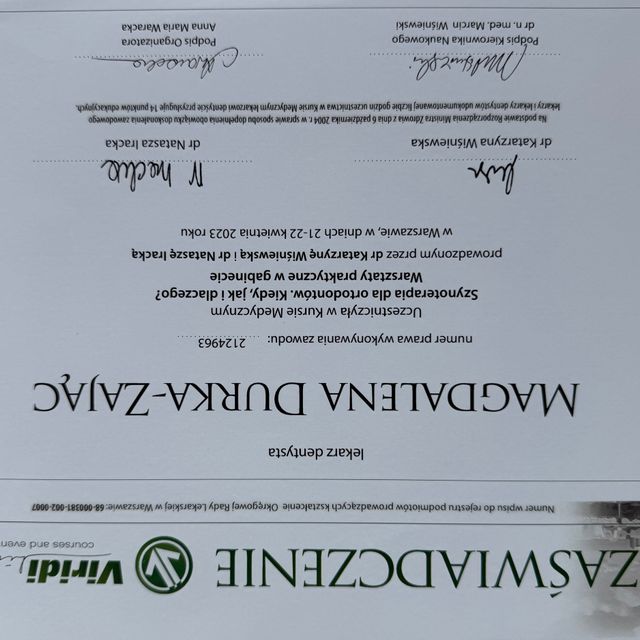 ZAŚWIADCZENIE Viridi
courses and even
Numer wpisu do rejestru podmiotów prowadzących kształcenie Okręgowej Rady Lekarskiej w Warszawie: 68-000381-002-0007
lekarz dentysta
MAGDALENA DURKA-ZAJĄC
numer prawa wykonywania zawodu: 2124963
Uczestniczyła w Kursie Medycznym
Szynoterapia dla ortodontów. Kiedy, jak i dlaczego?
Warsztaty praktyczne w gabinecie
prowadzonym przez dr Katarzynę Wiśniewską i dr Nataszę Iracką
w Warszawie, w dniach 21-22 kwietnia 2023 roku
dr Katarzyna Wiśniewska dr Natasza Iracka
Na podstawie Rozporządzenia Ministra Zdrowia z dnia 6 października 2004 r. w sprawie sposobu dopełnienia obowiązku doskonalenia zawodowego
lekarzy i lekarzy dentystów udokumentowanej liczbie godzin uczestnictwa w Kursie Medycznym lekarzowi dentyście przysługuje 14 punktów edukacyjnych.
Podpis Kierownika Naukowego Podpis Organizatora
dr n. med. Marcin Wiśniewski Anna Maria Waracka